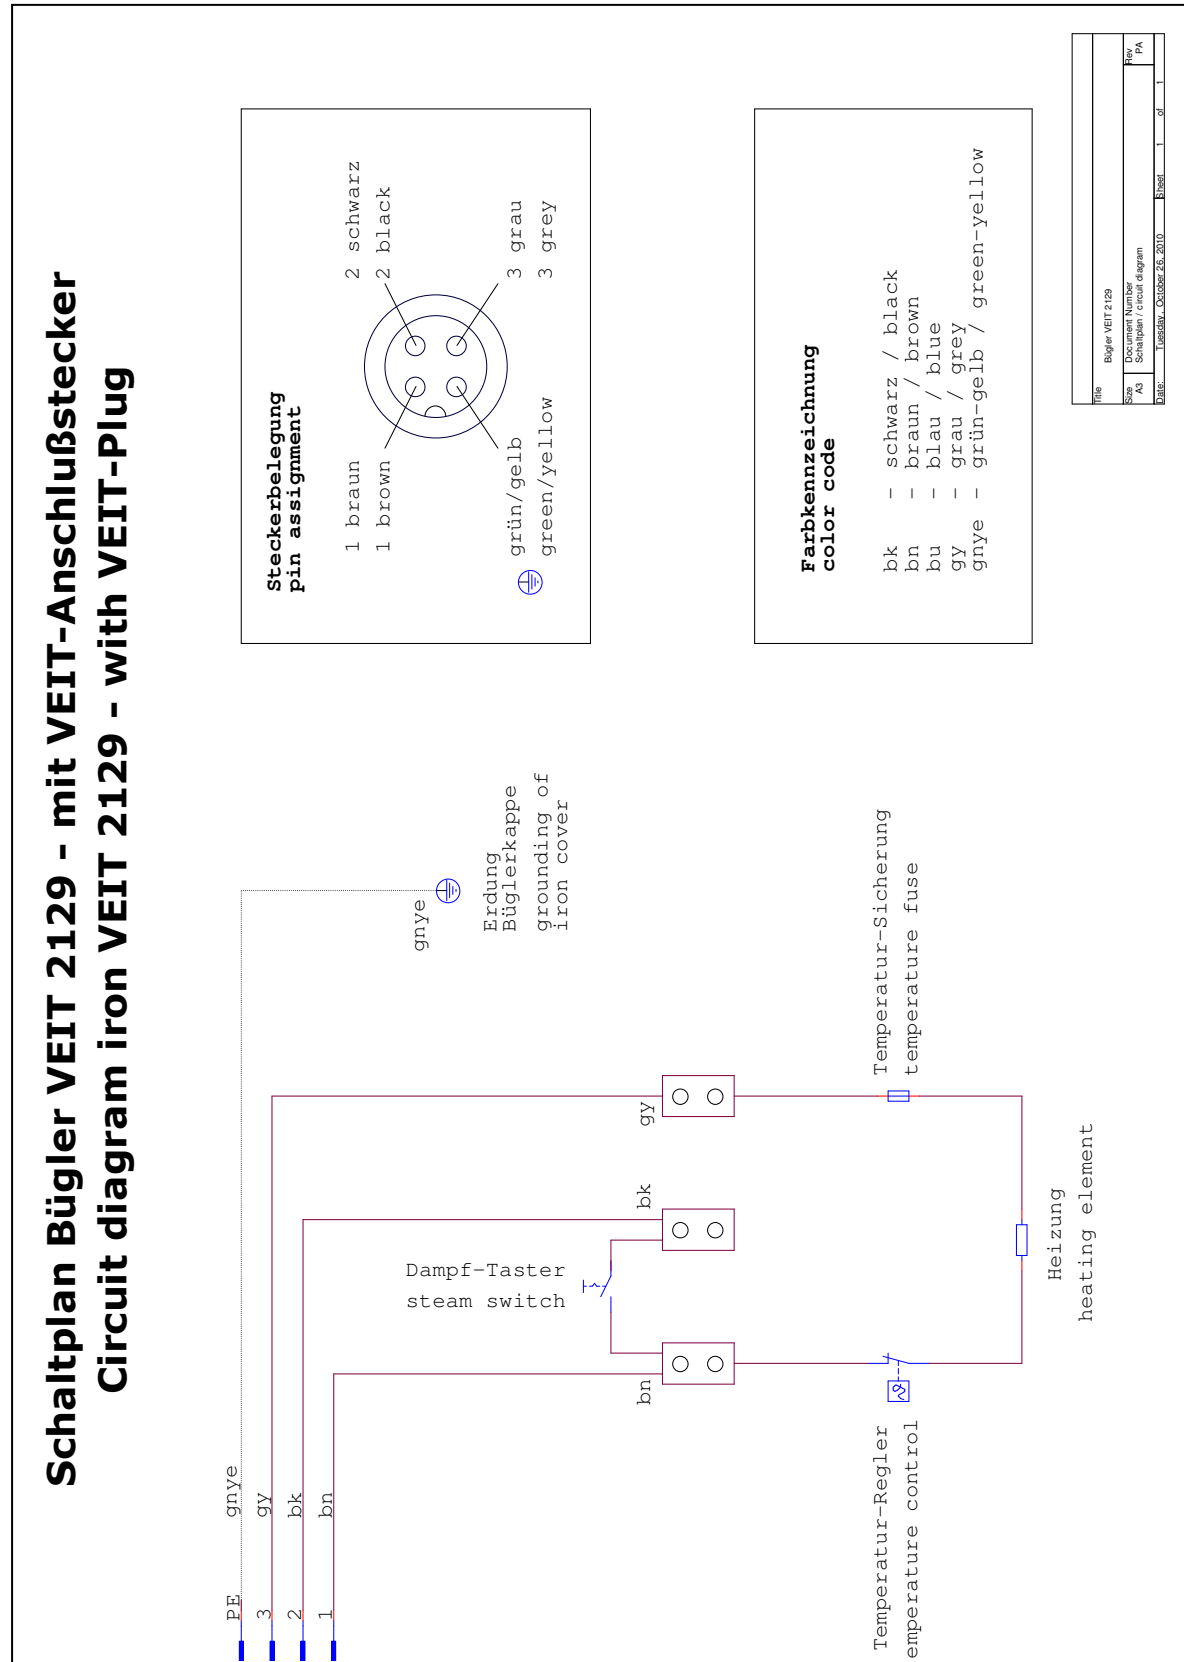 Schaltplan Bügler VEIT 2129 - mit VEIT-Anschlußstecker
Circuit diagram iron VEIT 2129 - with VEIT-Plug
PE gnye
3 gy
2 bk
1 bn
gnye
Erdung
Büglerkappe
grounding of
iron cover
Dampf-Taster
steam switch
bn
bk
gy
Temperatur-Regler
emperature control
Temperatur-Sicherung
temperature fuse
Heizung
heating element
Steckerbelegung
pin assignment
1 braun
1 brown
2 schwarz
2 black
grün/gelb
green/yellow
3 grau
3 grey
Farbkennzeichnung
color code
bk - schwarz / black
bn - braun / brown
bu - blau / blue
gy - grau / grey
gnye - grün-gelb / green-yellow
Title
Bügler VEIT 2129
Size Document Number Rev
A3 Schaltplan / circuit diagram PA
Date: Tuesday, October 26, 2010 Sheet 1 of 1